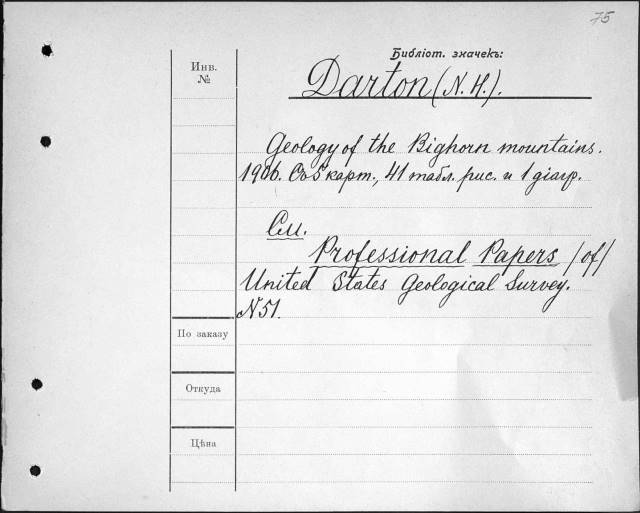 75
Библіот. значекъ:
Инв.
№
Darton (N. H.).
Geology of the Bighorn mountains.
1906. Съ 5 карт., 41 табл. рис. и 1 діагр.
См.
Professional Papers /of/
United States Geological Survey.
N 51.
По заказу
Откуда
Цѣна